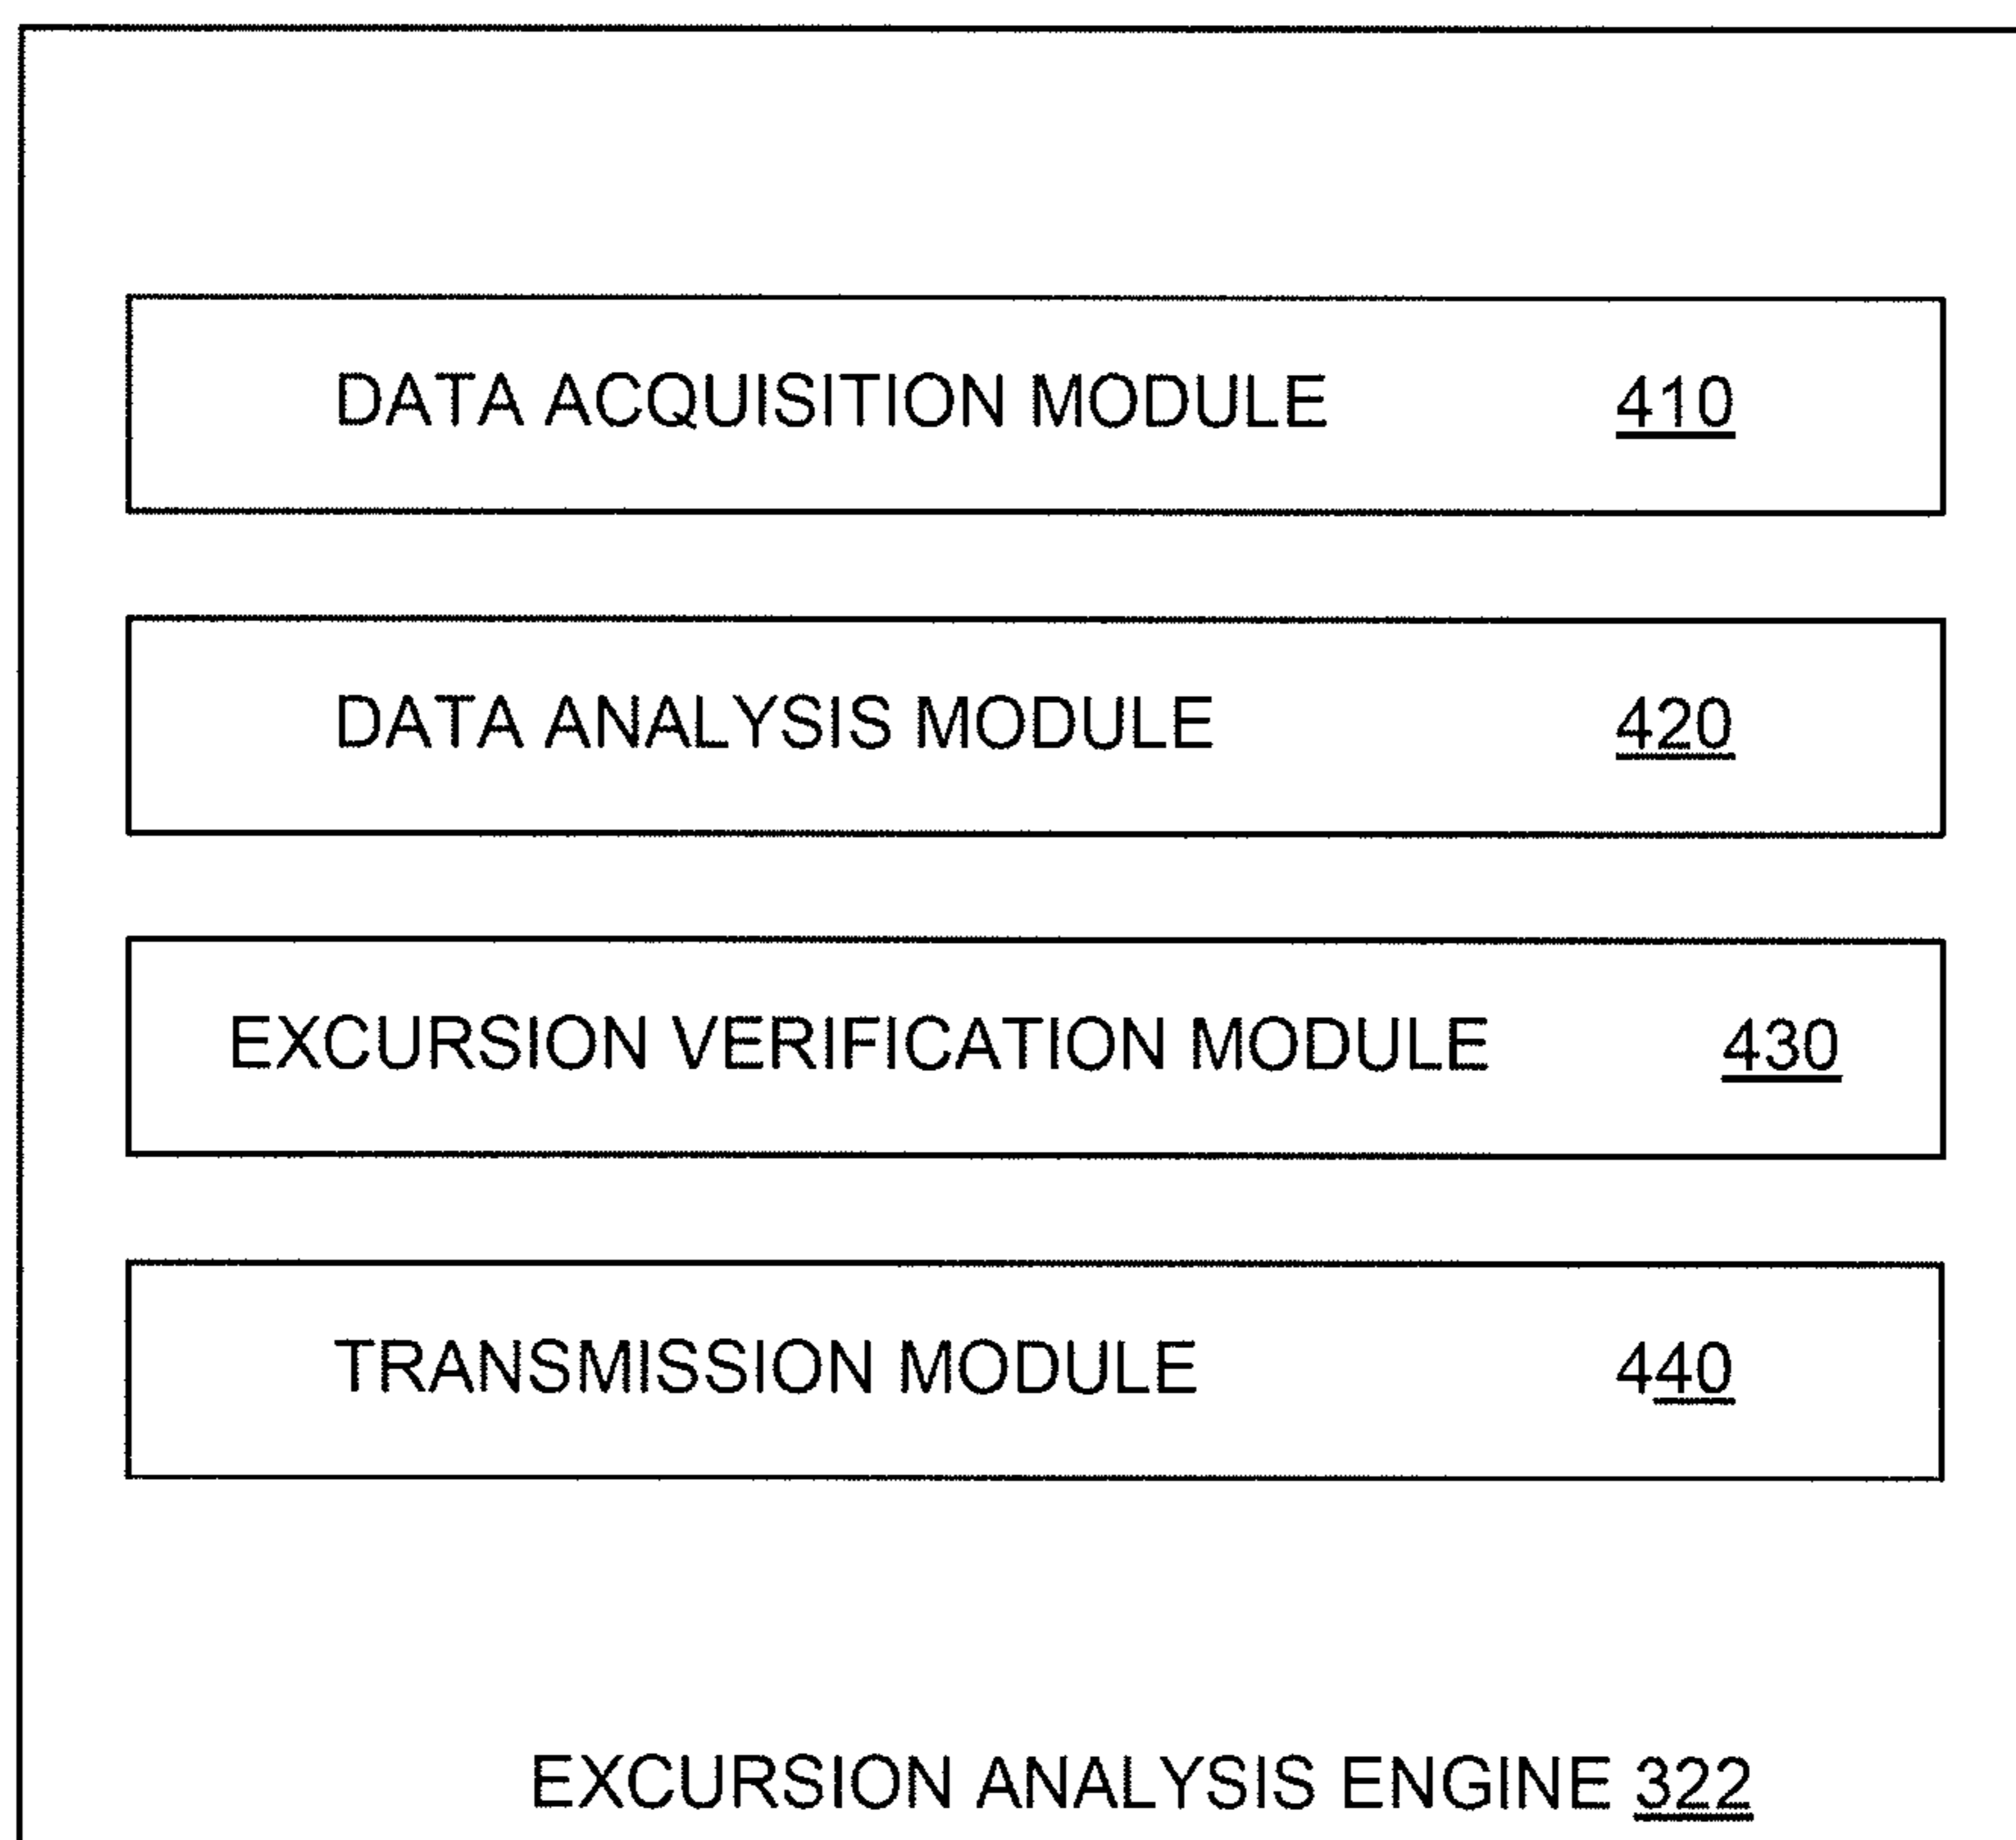 DATA ACQUISITION MODULE 410
DATA ANALYSIS MODULE 420
EXCURSION VERIFICATION MODULE 430
TRANSMISSION MODULE 440
EXCURSION ANALYSIS ENGINE 322